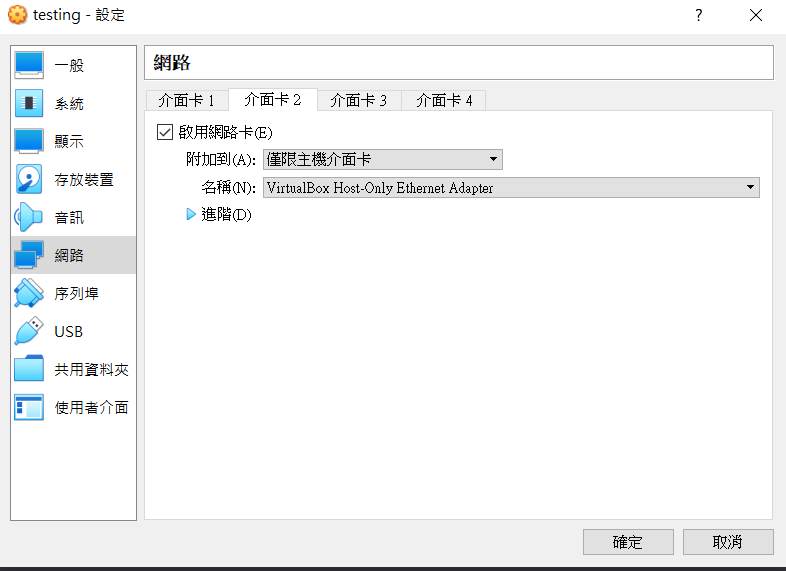 testing - 設定
?
一般
系統
顯示
存放裝置
音訊
網路
序列埠
USB
共用資料夾
使用者介面
網路
介面卡 1 介面卡 2 介面卡 3 介面卡 4
啟用網路卡(E)
附加到(A): 僅限主機介面卡
名稱(N): VirtualBox Host-Only Ethernet Adapter
進階(D)
確定 取消